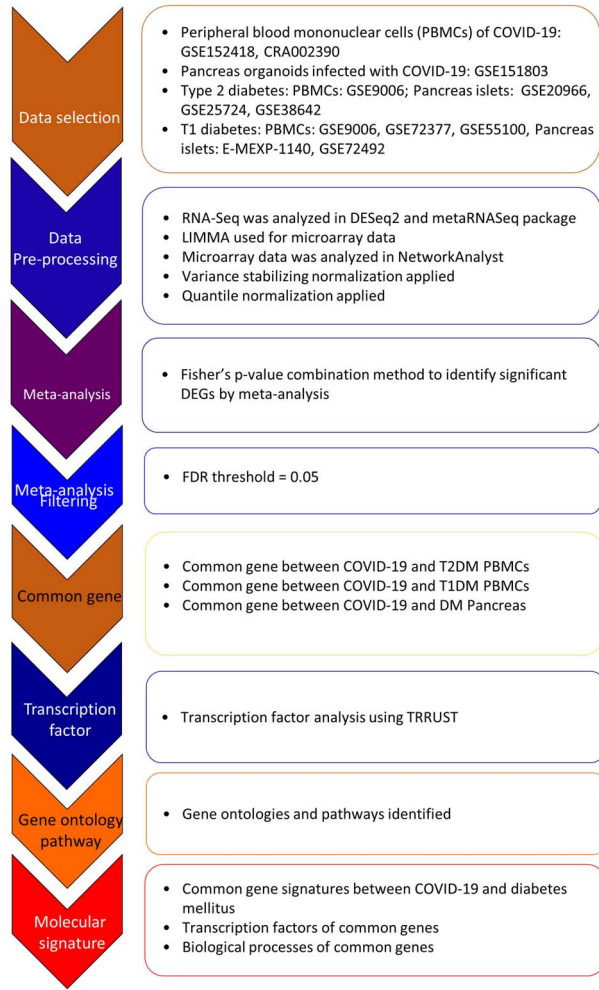 Data selection
• Peripheral blood mononuclear cells (PBMCs) of COVID-19:
GSE152418, CRA002390
• Pancreas organoids infected with COVID-19: GSE151803
• Type 2 diabetes: PBMCs: GSE9006; Pancreas islets: GSE20966,
GSE25724, GSE38642
• T1 diabetes: PBMCs: GSE9006, GSE72377, GSE55100, Pancreas
islets: E-MEXP-1140, GSE72492
Data
Pre-processing
• RNA-Seq was analyzed in DESeq2 and metaRNASeq package
• LIMMA used for microarray data
• Microarray data was analyzed in NetworkAnalyst
• Variance stabilizing normalization applied
• Quantile normalization applied
Meta-analysis
• Fisher's p-value combination method to identify significant
DEGs by meta-analysis
Meta-analysis
Filtering
• FDR threshold = 0.05
Common gene
• Common gene between COVID-19 and T2DM PBMCs
• Common gene between COVID-19 and T1DM PBMCs
• Common gene between COVID-19 and DM Pancreas
Transcription
factor
• Transcription factor analysis using TRRUST
Gene ontology
pathway
• Gene ontologies and pathways identified
Molecular
signature
• Common gene signatures between COVID-19 and diabetes
mellitus
• Transcription factors of common genes
• Biological processes of common genes